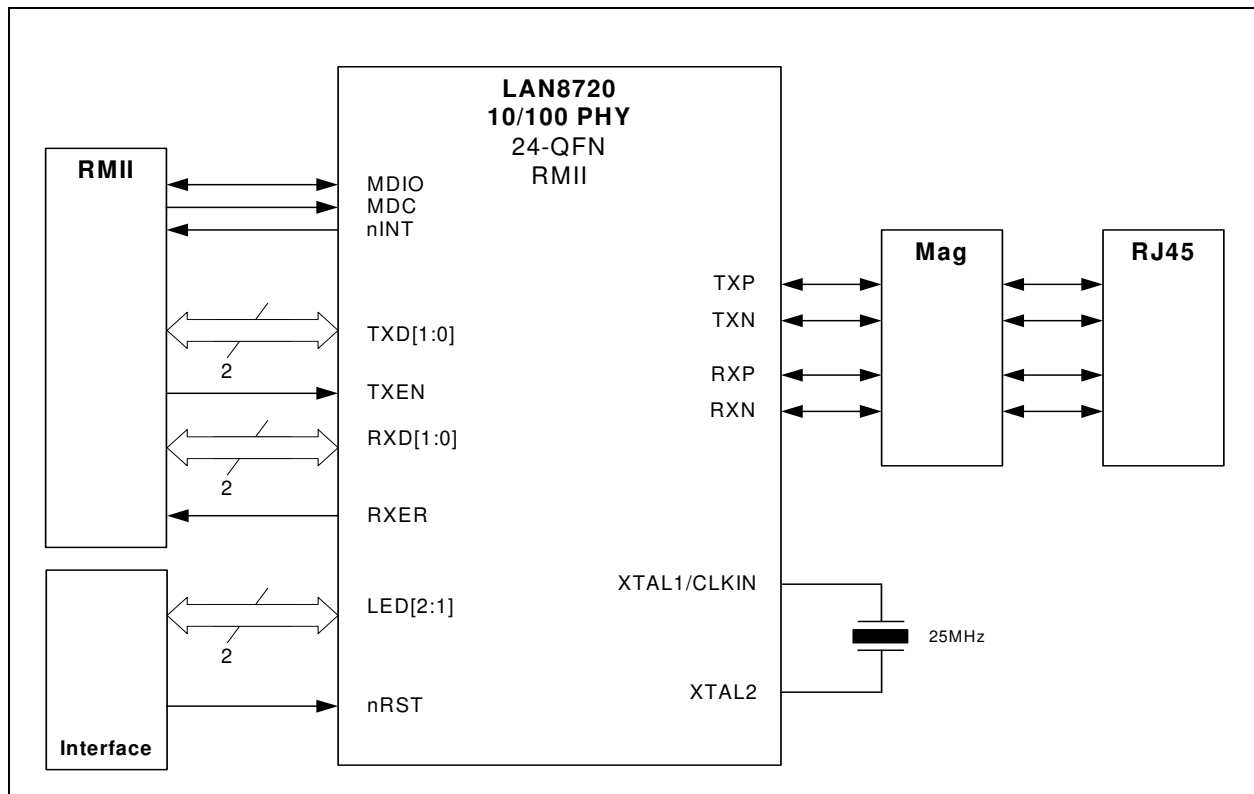 LAN8720
10/100 PHY
24-QFN
RMII
RMII
MDIO
MDC
nINT
TXD[1:0]
2
TXEN
RXD[1:0]
2
RXER
LED[2:1]
2
nRST
Interface
TXP
TXN
RXP
RXN
Mag
RJ45
XTAL1/CLKIN
25MHz
XTAL2